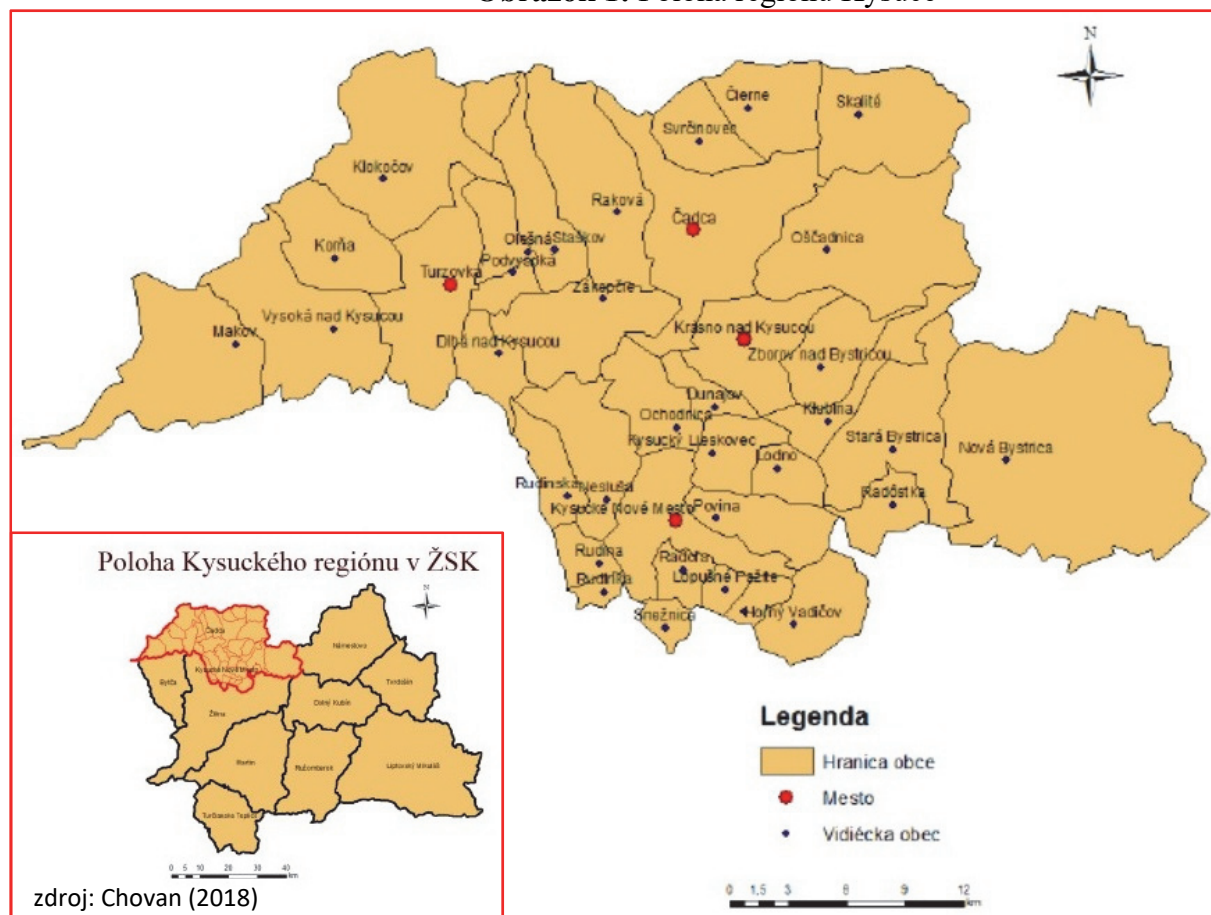 N
Čierne
Skalité
Svrčinovec
Klokočov
Raková
Čadca
Korňa
Oščadnica
Olešná
Staškov
Podvysoká
Turzovka
Zákopčie
Vysoká nad Kysucou
Makov
Krásno nad Kysucou
Dlhá nad Kysucou
Zborov nad Bystricou
Dunajov
Ochodnica
Klubina
Kysucký Lieskovec
Stará Bystrica
Nová Bystrica
Lodno
Rudinská
Nesluša
Radôstka
Kysucké Nové Mesto
Povina
Rudina
Radoľa
Lopušné Pažite
Rudinka
Snežnica
Horný Vadičov
Poloha Kysuckého regiónu v ŽSK
N
Čadca
Námestovo
Kysucké Nové Mesto
Bytča
Tvrdošín
Dolný Kubín
Žilina
Martin
Ružomberok
Liptovský Mikuláš
Turčianske Teplice
0 5 10 20 30 40
km
zdroj: Chovan (2018)
Legenda
Hranica obce
Mesto
Vidiécka obec
0 1,5 3 6 9 12
km